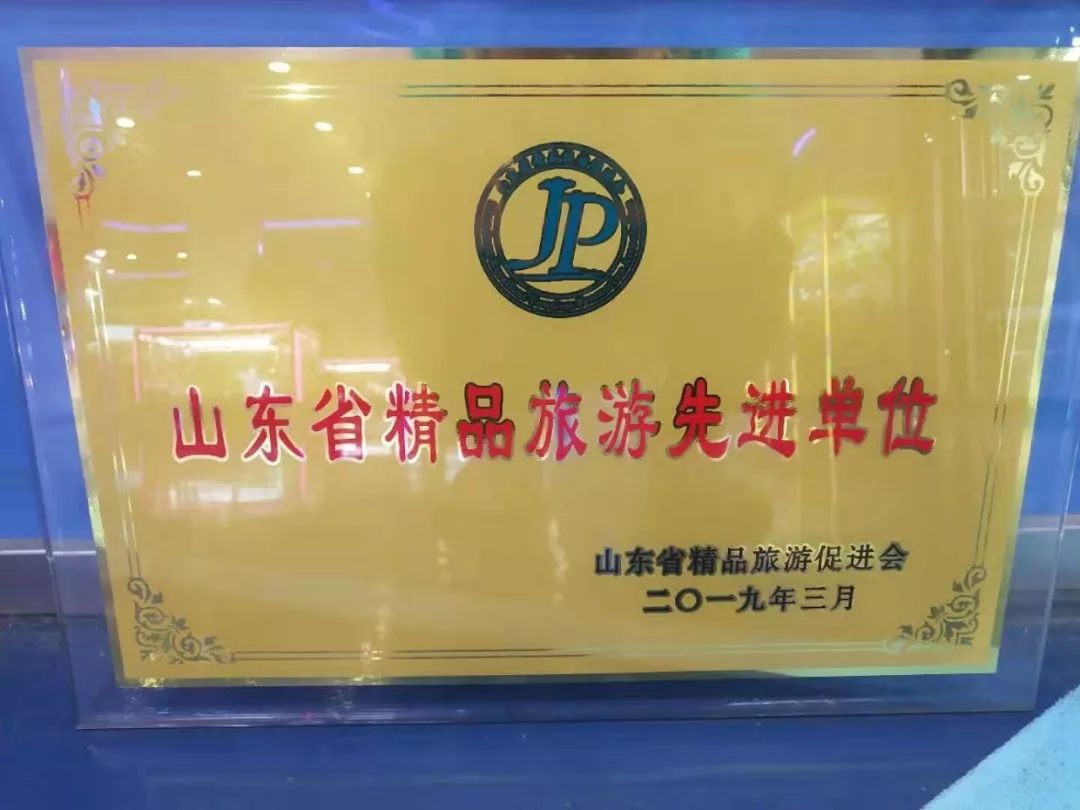 JP
山东省精品旅游先进单位
山东省精品旅游促进会
二〇一九年三月